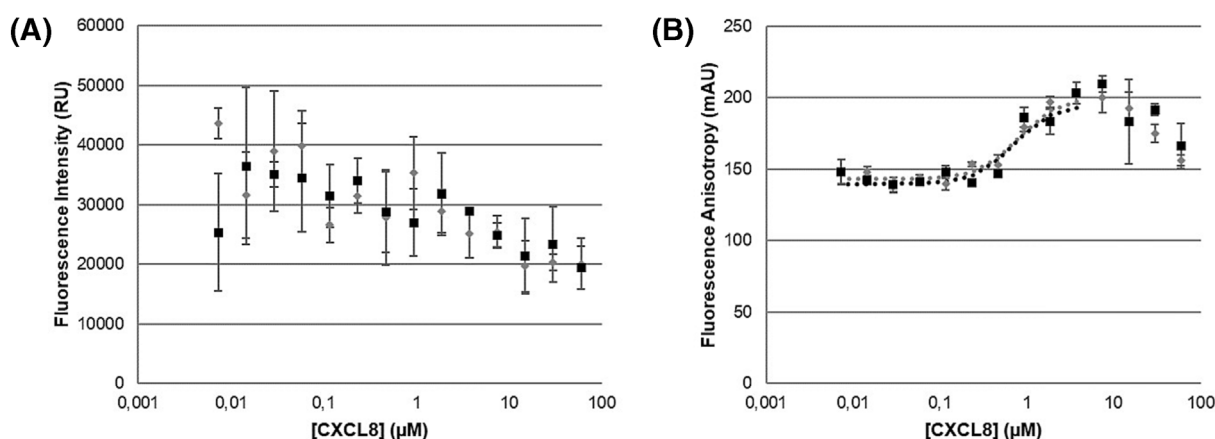 (A)
60000
50000
40000
30000
20000
10000
0
Fluorescence Intensity (RU)
0,001 0,01 0,1 1 10 100
[CXCL8] (µM)
(B)
250
200
150
100
50
0
Fluorescence Anisotropy (mAU)
0,001 0,01 0,1 1 10 100
[CXCL8] (µM)